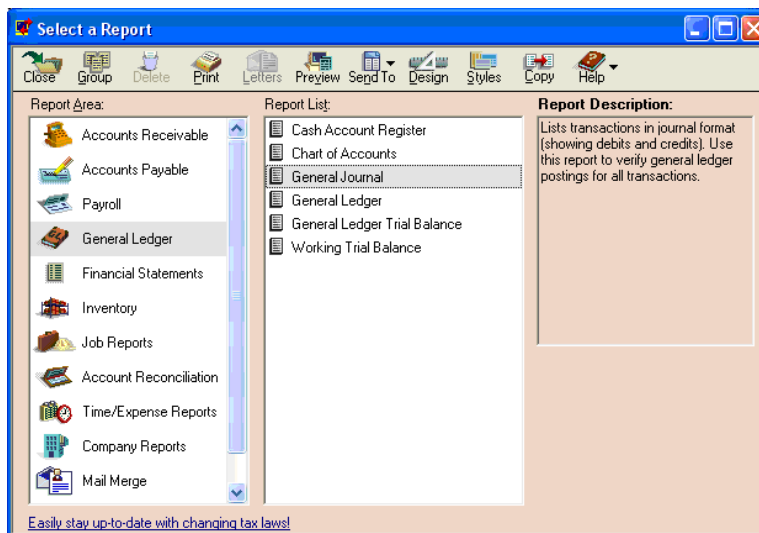 Select a Report
Close Group Delete Print Letters Preview Send To Design Styles Copy Help
Report Area:
Accounts Receivable
Accounts Payable
Payroll
General Ledger
Financial Statements
Inventory
Job Reports
Account Reconciliation
Time/Expense Reports
Company Reports
Mail Merge
Report List:
Cash Account Register
Chart of Accounts
General Journal
General Ledger
General Ledger Trial Balance
Working Trial Balance
Report Description:
Lists transactions in journal format
(showing debits and credits). Use
this report to verify general ledger
postings for all transactions.
Easily stay up-to-date with changing tax laws!